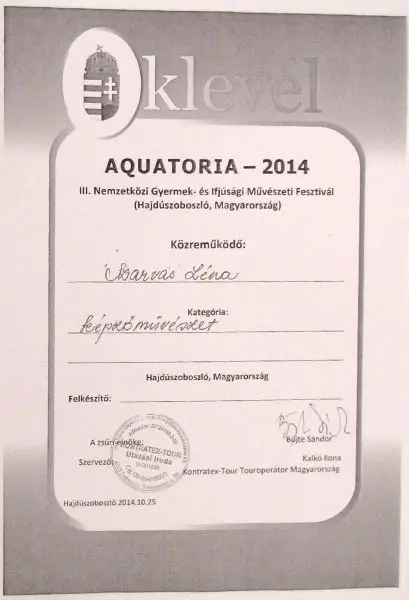 Oklevél
AQUATORIA – 2014
III. Nemzetközi Gyermek- és Ifjúsági Művészeti Fesztivál
(Hajdúszoboszló, Magyarország)
Közreműködő:
Szarvas Léna
Kategória:
képzőművészet
Hajdúszoboszló, Magyarország
Felkészítő:
A zsűri elnöke:
Bőjte Sándor
KONTRATEX-TOUR
Utazási Iroda
Szervező:
Kalkó Ilona
Kontratex-Tour Touroperátor Magyarország
Hajdúszoboszló 2014.10.25